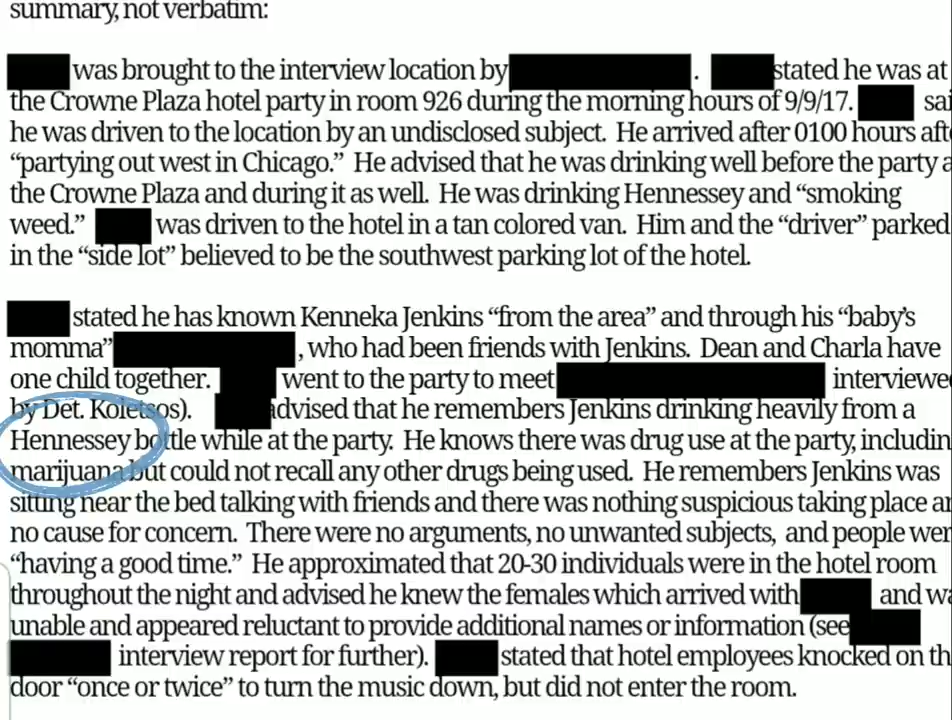 summary, not verbatim:
was brought to the interview location by . stated he was at
the Crowne Plaza hotel party in room 926 during the morning hours of 9/9/17. sai
he was driven to the location by an undisclosed subject. He arrived after 0100 hours afte
“partying out west in Chicago.” He advised that he was drinking well before the party a
the Crowne Plaza and during it as well. He was drinking Hennessey and “smoking
weed.” was driven to the hotel in a tan colored van. Him and the “driver” parked
in the “side lot” believed to be the southwest parking lot of the hotel.
stated he has known Kenneka Jenkins “from the area” and through his “baby’s
momma” , who had been friends with Jenkins. Dean and Charla have
one child together. went to the party to meet interviewe
by Det. Koletsos). advised that he remembers Jenkins drinking heavily from a
Hennessey bottle while at the party. He knows there was drug use at the party, includin
marijuana but could not recall any other drugs being used. He remembers Jenkins was
sitting near the bed talking with friends and there was nothing suspicious taking place an
no cause for concern. There were no arguments, no unwanted subjects, and people wer
“having a good time.” He approximated that 20-30 individuals were in the hotel room
throughout the night and advised he knew the females which arrived with and wa
unable and appeared reluctant to provide additional names or information (see
interview report for further). stated that hotel employees knocked on th
door “once or twice” to turn the music down, but did not enter the room.